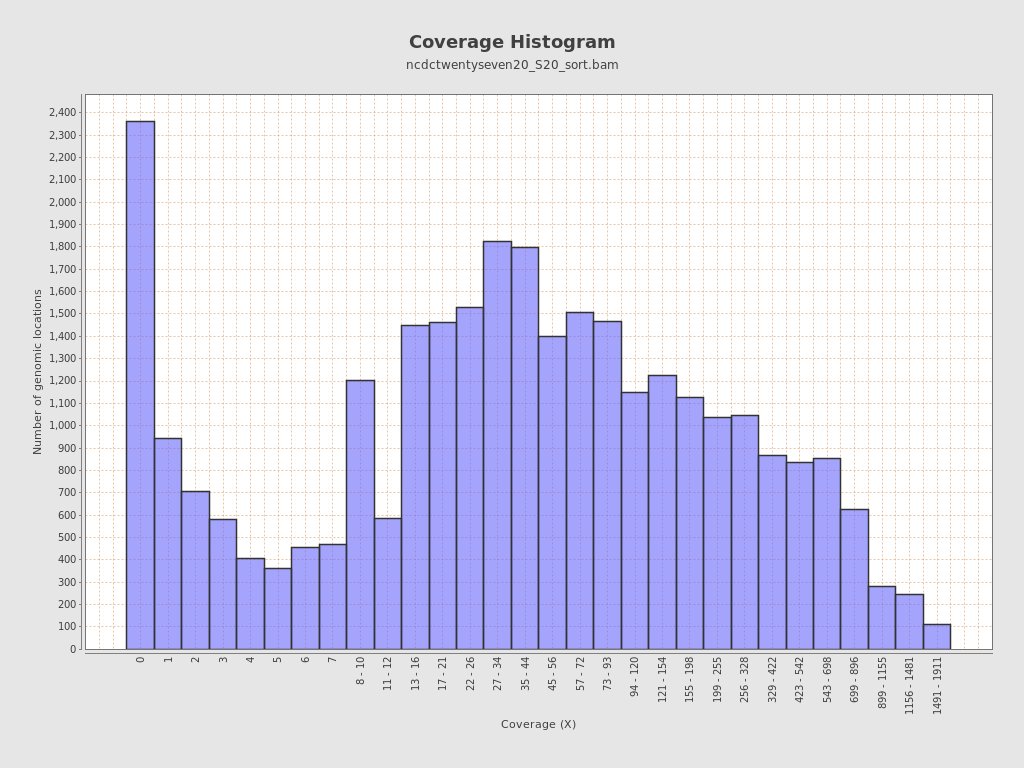 Coverage Histogram
ncdctwentyseven20_S20_sort.bam
Number of genomic locations
2,400
2,300
2,200
2,100
2,000
1,900
1,800
1,700
1,600
1,500
1,400
1,300
1,200
1,100
1,000
900
800
700
600
500
400
300
200
100
0
0
1
2
3
4
5
6
7
8 - 10
11 - 12
13 - 16
17 - 21
22 - 26
27 - 34
35 - 44
45 - 56
57 - 72
73 - 93
94 - 120
121 - 154
155 - 198
199 - 255
256 - 328
329 - 422
423 - 542
543 - 698
699 - 896
899 - 1155
1156 - 1481
1491 - 1911
Coverage (X)